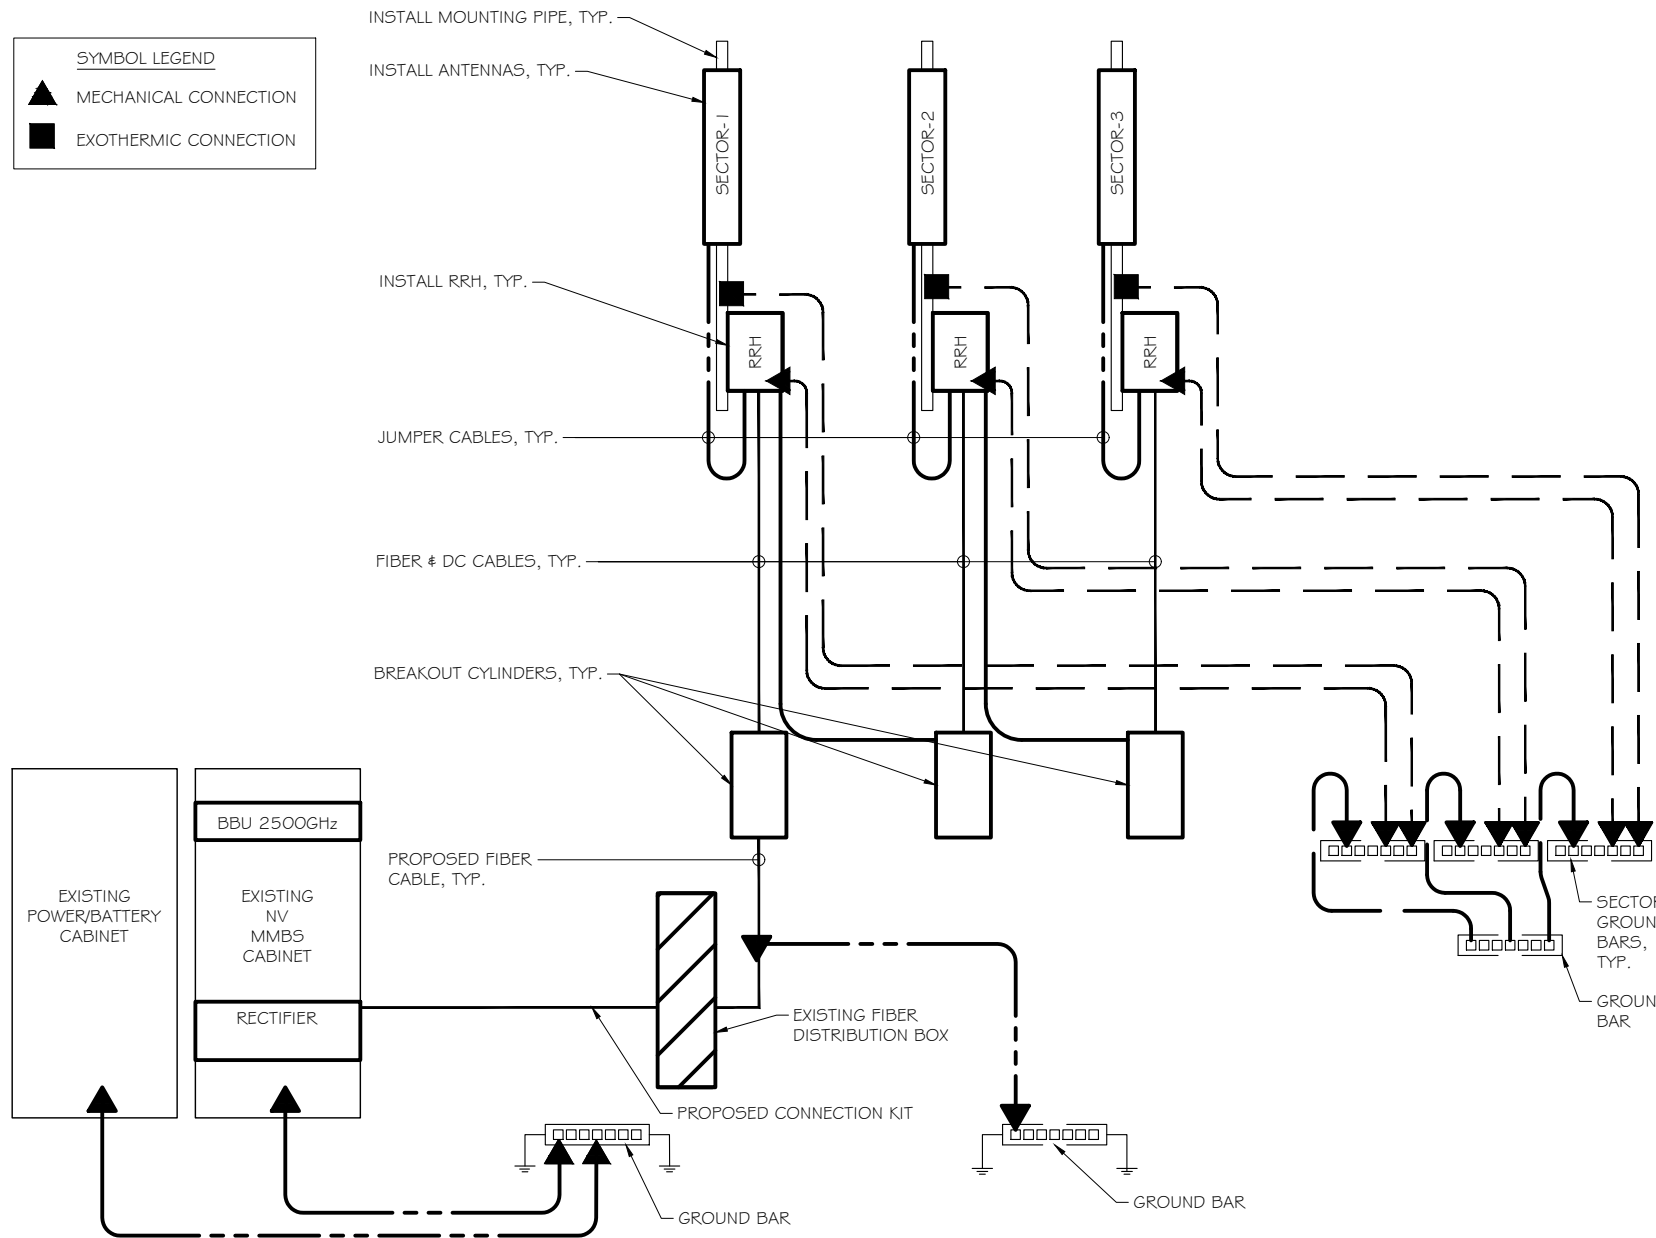 INSTALL MOUNTING PIPE, TYP.
SYMBOL LEGEND
MECHANICAL CONNECTION
EXOTHERMIC CONNECTION
INSTALL ANTENNAS, TYP.
SECTOR-1
SECTOR-2
SECTOR-3
INSTALL RRH, TYP.
RRH
RRH
RRH
JUMPER CABLES, TYP.
FIBER & DC CABLES, TYP.
BREAKOUT CYLINDERS, TYP.
BBU 2500GHz
PROPOSED FIBER
CABLE, TYP.
EXISTING
POWER/BATTERY
CABINET
EXISTING
NV
MMBS
CABINET
RECTIFIER
EXISTING FIBER
DISTRIBUTION BOX
PROPOSED CONNECTION KIT
GROUND BAR
GROUND BAR
BARS,
TYP.
BAR